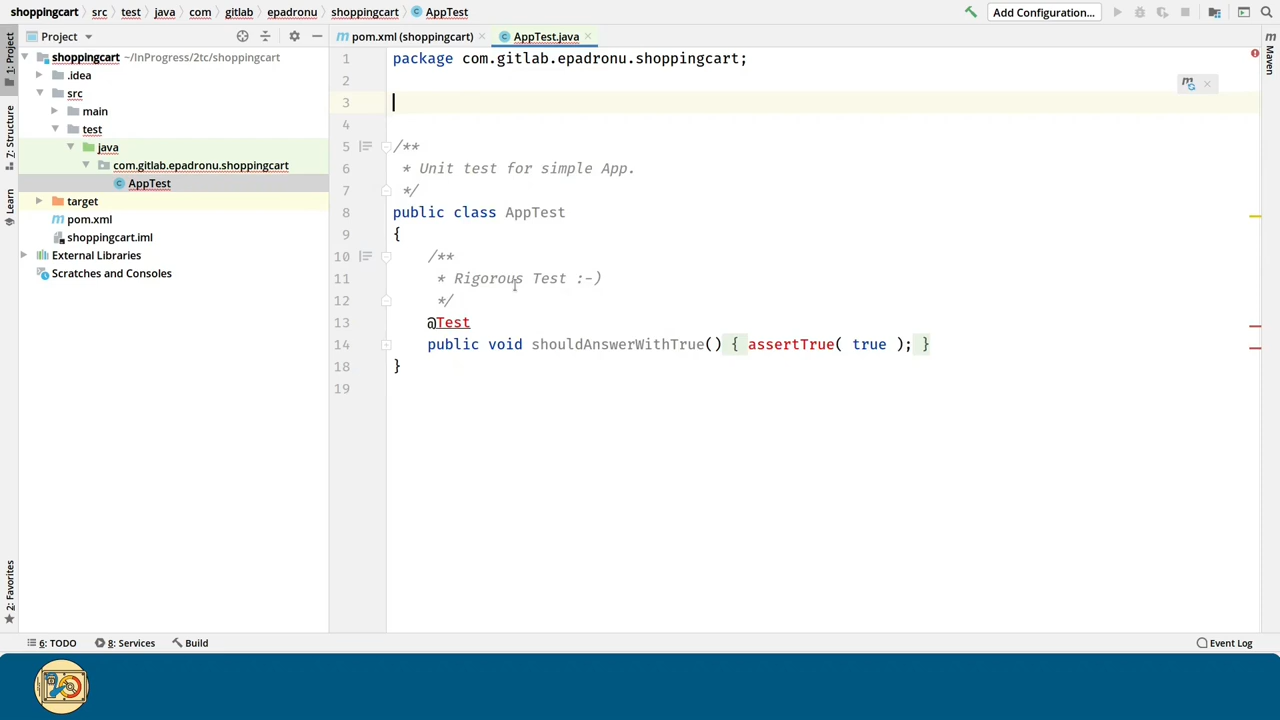 shoppingcart src test java com gitlab epadronu shoppingcart AppTest
Add Configuration...
1: Project
7: Structure
Learn
2: Favorites
Project
shoppingcart ~/InProgress/2tc/shoppingcart
.idea
src
main
test
java
com.gitlab.epadronu.shoppingcart
AppTest
target
pom.xml
shoppingcart.iml
External Libraries
Scratches and Consoles
pom.xml (shoppingcart)
AppTest.java
1 package com.gitlab.epadronu.shoppingcart;
2
3
4
5 /**
6 * Unit test for simple App.
7 */
8 public class AppTest
9 {
10 /**
11 * Rigorous Test :-)
12 */
13 @Test
14 public void shouldAnswerWithTrue() { assertTrue( true ); }
18 }
19
Maven
6: TODO
8: Services
Build
Event Log